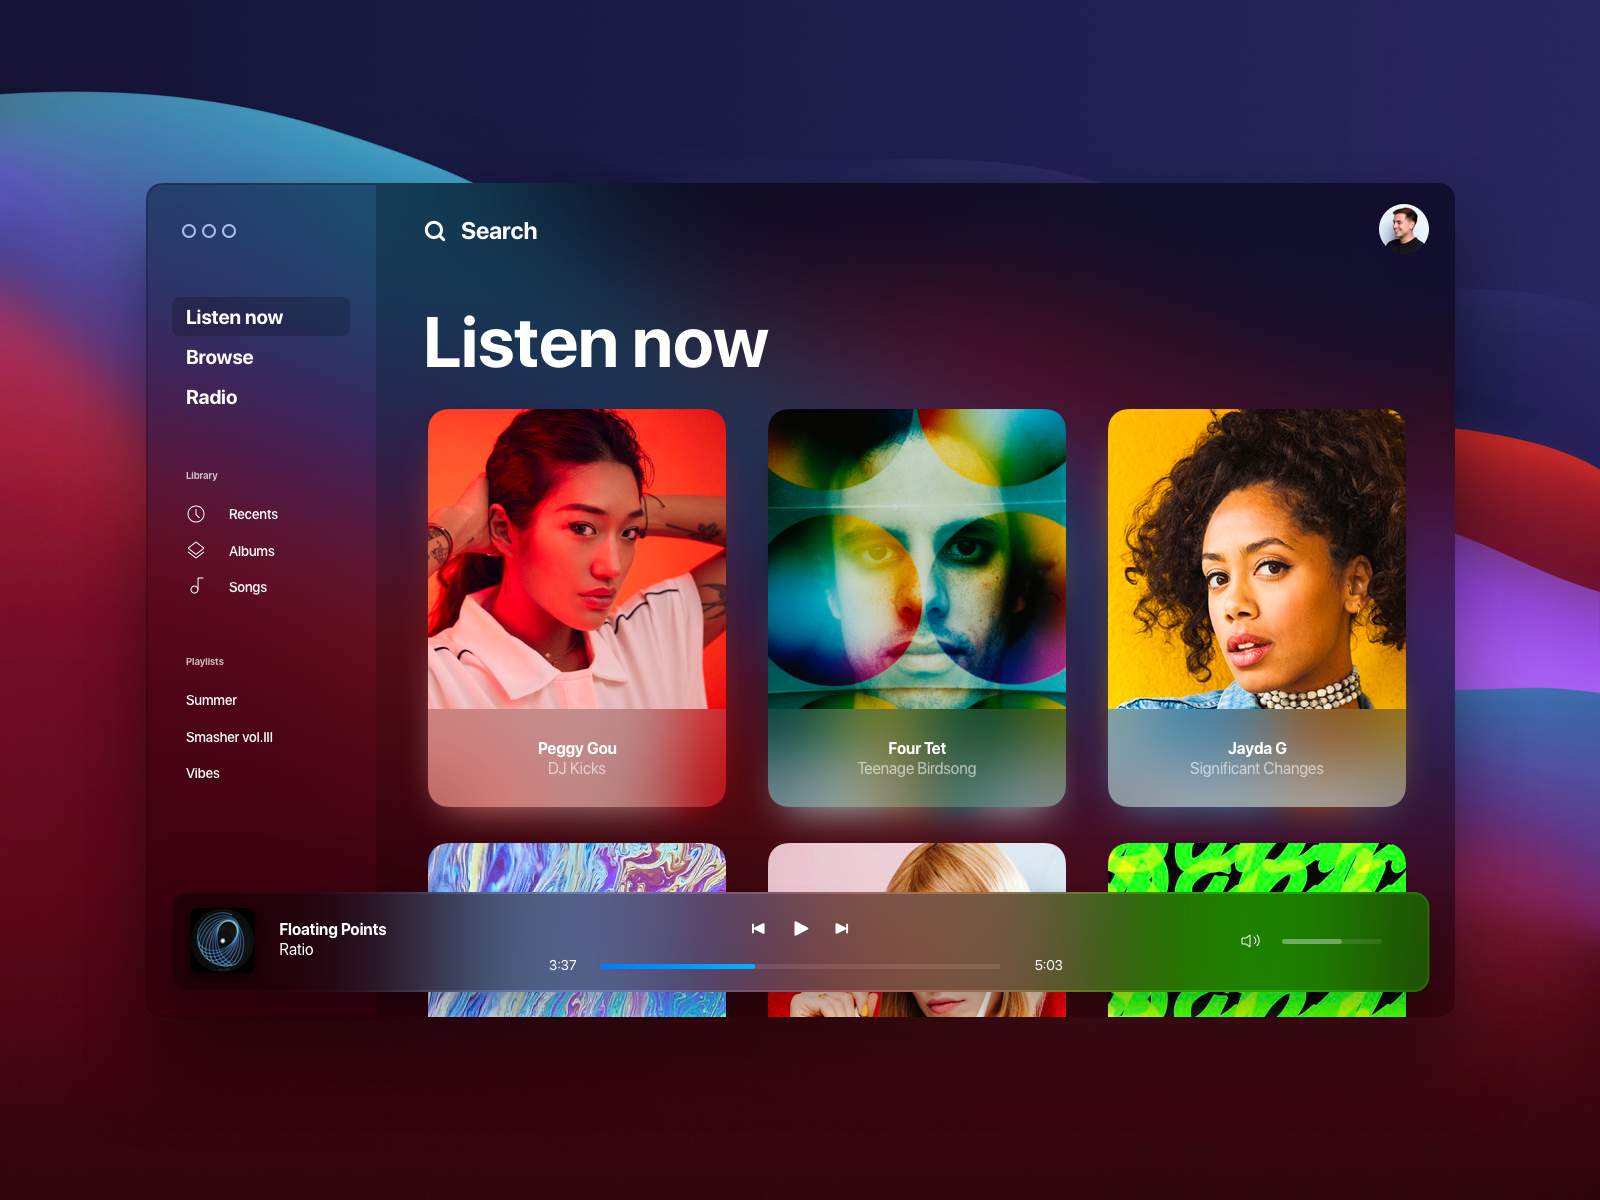 Search
Listen now
Browse
Radio
Library
Recents
Albums
Songs
Playlists
Summer
Smasher vol.III
Vibes
Listen now
Peggy Gou
DJ Kicks
Four Tet
Teenage Birdsong
Jayda G
Significant Changes
Floating Points
Ratio
3:37
5:03